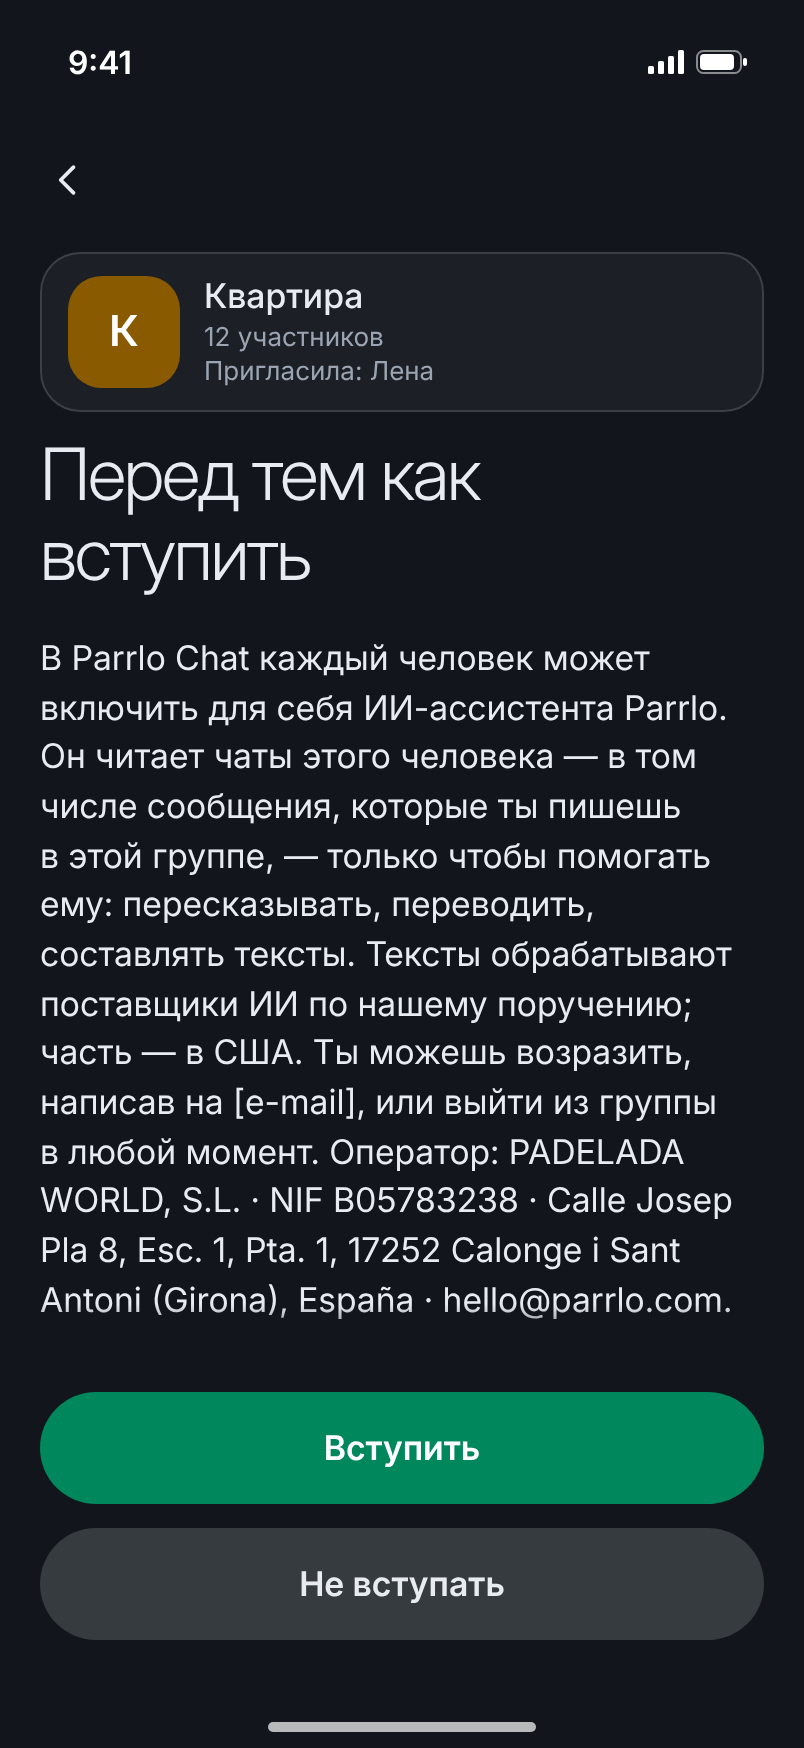 9:41
К
Квартира
12 участников
Пригласила: Лена
Перед тем как
вступить
В Parrlo Chat каждый человек может
включить для себя ИИ-ассистента Parrlo.
Он читает чаты этого человека — в том
числе сообщения, которые ты пишешь
в этой группе, — только чтобы помогать
ему: пересказывать, переводить,
составлять тексты. Тексты обрабатывают
поставщики ИИ по нашему поручению;
часть — в США. Ты можешь возразить,
написав на [e-mail], или выйти из группы
в любой момент. Оператор: PADELADA
WORLD, S.L. · NIF B05783238 · Calle Josep
Pla 8, Esc. 1, Pta. 1, 17252 Calonge i Sant
Antoni (Girona), España · hello@parrlo.com.
Вступить
Не вступать